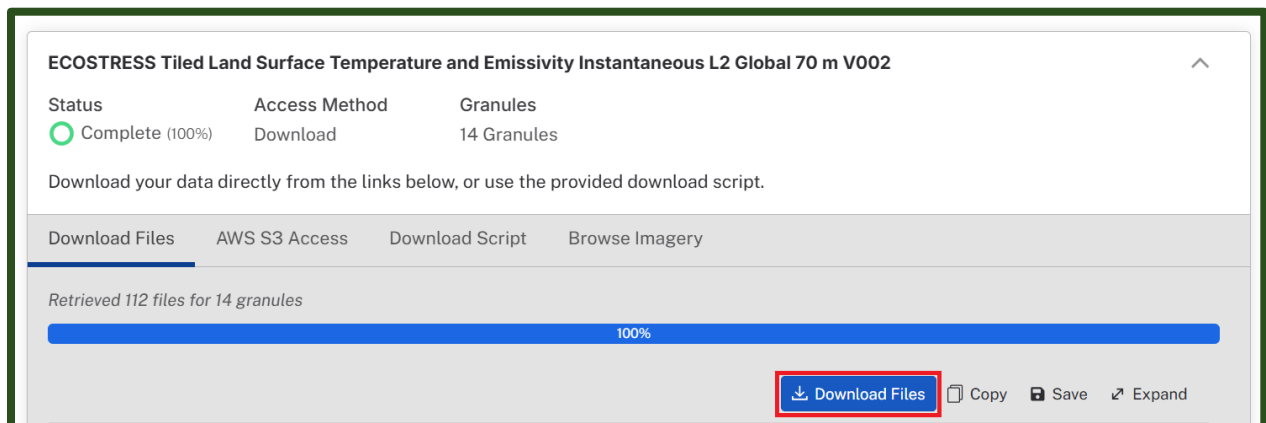 ECOSTRESS Tiled Land Surface Temperature and Emissivity Instantaneous L2 Global 70 m V002
Status Access Method Granules
Complete (100%) Download 14 Granules
Download your data directly from the links below, or use the provided download script.
Download Files AWS S3 Access Download Script Browse Imagery
Retrieved 112 files for 14 granules
100%
Download Files Copy Save Expand